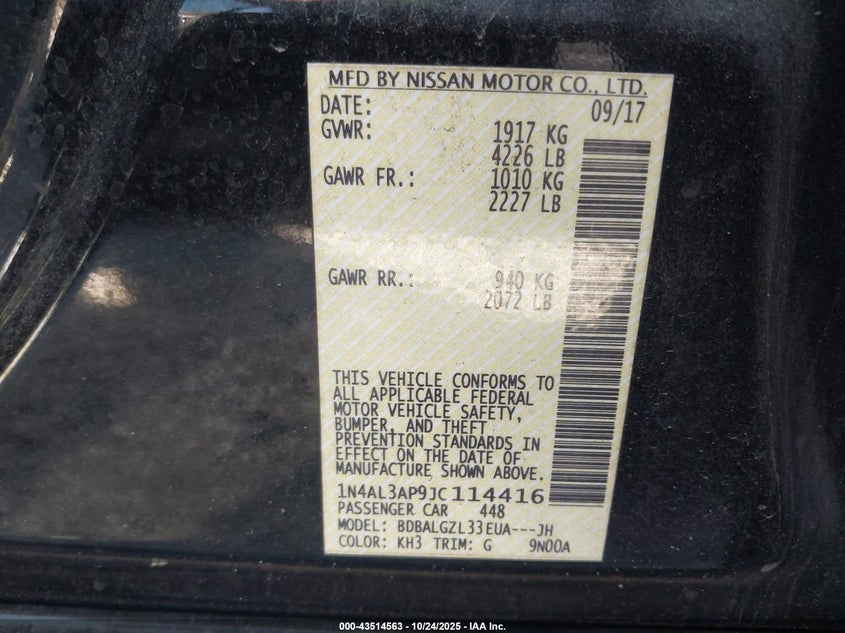 MFD BY NISSAN MOTOR CO., LTD.
DATE: 09/17
GVWR: 1917 KG
4226 LB
GAWR FR.: 1010 KG
2227 LB
GAWR RR.: 940 KG
2072 LB
THIS VEHICLE CONFORMS TO
ALL APPLICABLE FEDERAL
MOTOR VEHICLE SAFETY,
BUMPER, AND THEFT
PREVENTION STANDARDS IN
EFFECT ON THE DATE OF
MANUFACTURE SHOWN ABOVE.
1N4AL3AP9JC114416
PASSENGER CAR 448
MODEL: BDBALGZL33EUA---JH
COLOR: KH3 TRIM: G 9N00A
000-43514563 - 10/24/2025 - IAA Inc.